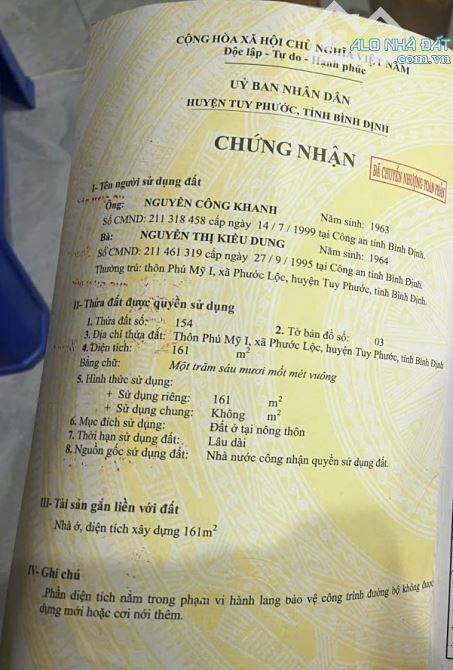 CỘNG HÒA XÃ HỘI CHỦ NGHĨA VIỆT NAM
ALO NHÀ ĐẤT
.com.vn
Độc lập - Tự do - Hạnh phúc
UỶ BAN NHÂN DÂN
HUYỆN TUY PHƯỚC, TỈNH BÌNH ĐỊNH
CHỨNG NHẬN
ĐÃ CHUYỂN NHƯỢNG TOÀN PHẦN
I- Tên người sử dụng đất
Ông: NGUYỄN CÔNG KHANH Năm sinh: 1963
Số CMND: 211 318 458 cấp ngày 14 / 7 / 1999 tại Công an tỉnh Bình Định.
Bà: NGUYỄN THỊ KIỀU DUNG Năm sinh: 1964
Số CMND: 211 461 319 cấp ngày 27 / 9 / 1995 tại Công an tỉnh Bình Định.
Thường trú: thôn Phú Mỹ I, xã Phước Lộc, huyện Tuy Phước, tỉnh Bình Định.
II- Thửa đất được quyền sử dụng
1. Thửa đất số: 154 2. Tờ bản đồ số: 03
3. Địa chỉ thửa đất: Thôn Phú Mỹ I, xã Phước Lộc, huyện Tuy Phước, tỉnh Bình Định
4. Diện tích: 161 m2
Bằng chữ: Một trăm sáu mươi mốt mét vuông
5. Hình thức sử dụng:
+ Sử dụng riêng: 161 m2
+ Sử dụng chung: Không m2
6. Mục đích sử dụng: Đất ở tại nông thôn
7. Thời hạn sử dụng đất: Lâu dài
8. Nguồn gốc sử dụng đất: Nhà nước công nhận quyền sử dụng đất.
III- Tài sản gắn liền với đất
Nhà ở, diện tích xây dựng 161m2
IV- Ghi chú
Phần diện tích nằm trong phạm vi hành lang bảo vệ công trình đường bộ không được
dựng mới hoặc cơi nới thêm.